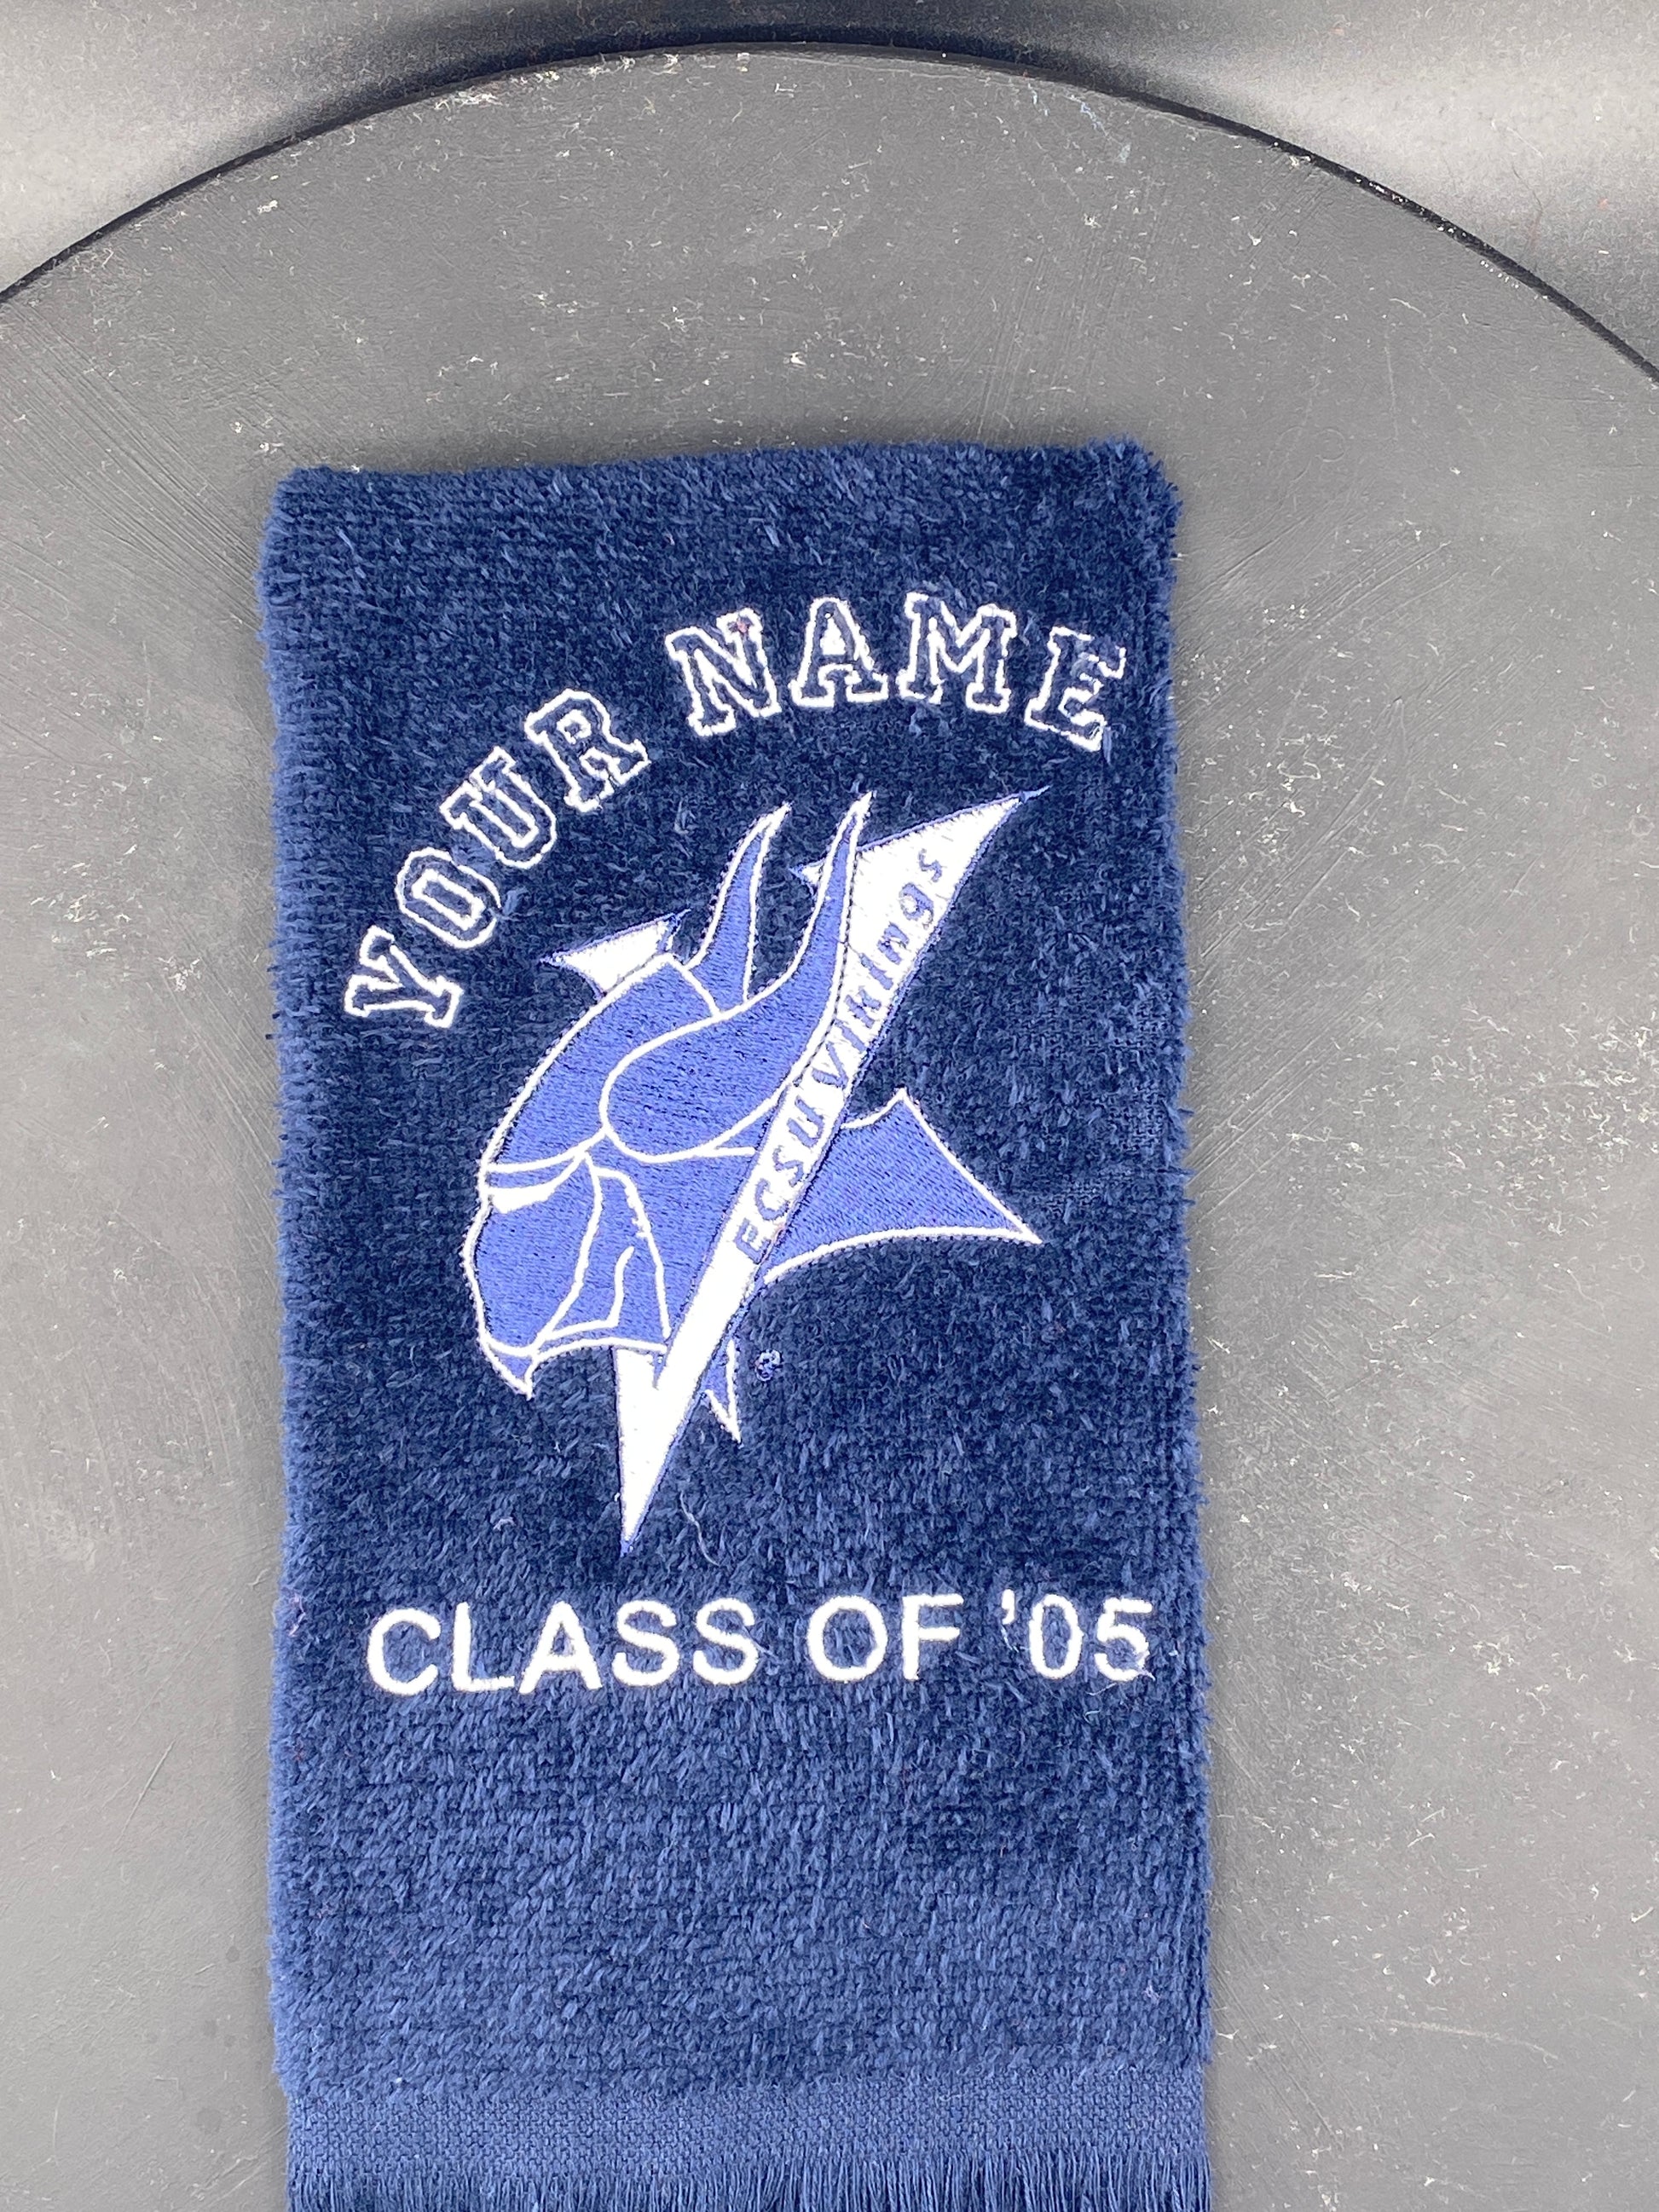 YOUR NAME
ECSU Vikings
®
CLASS OF '05